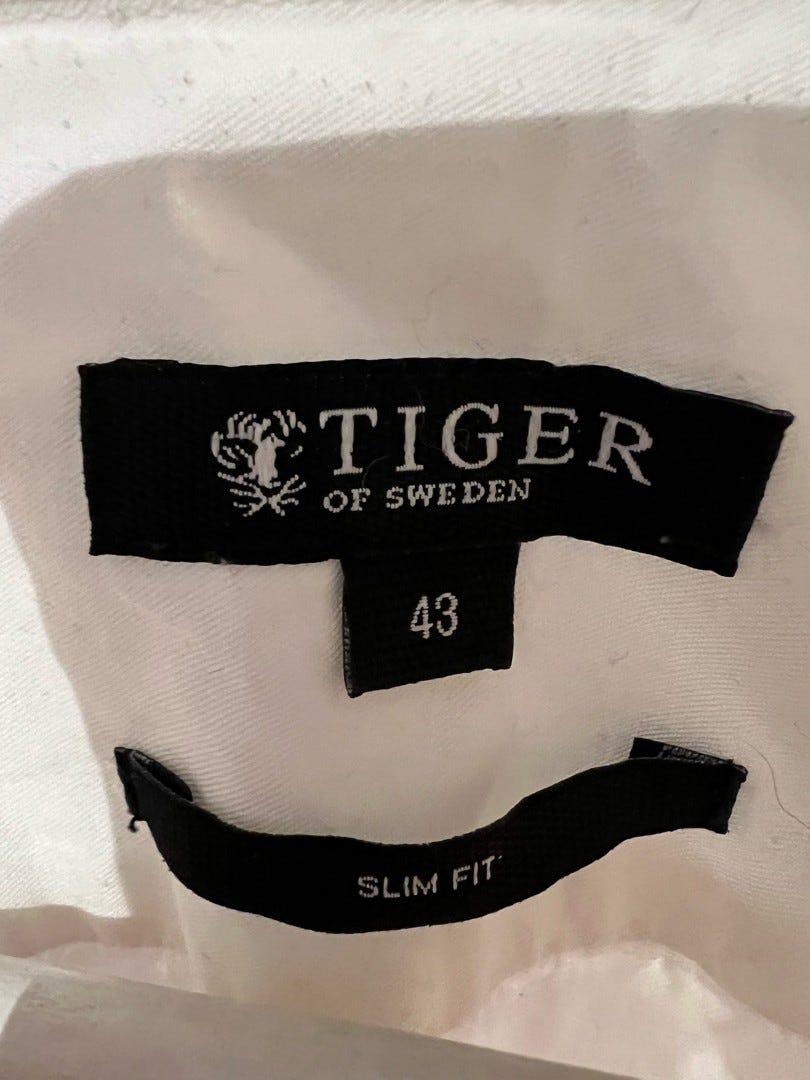 TIGER
OF SWEDEN
43
SLIM FIT